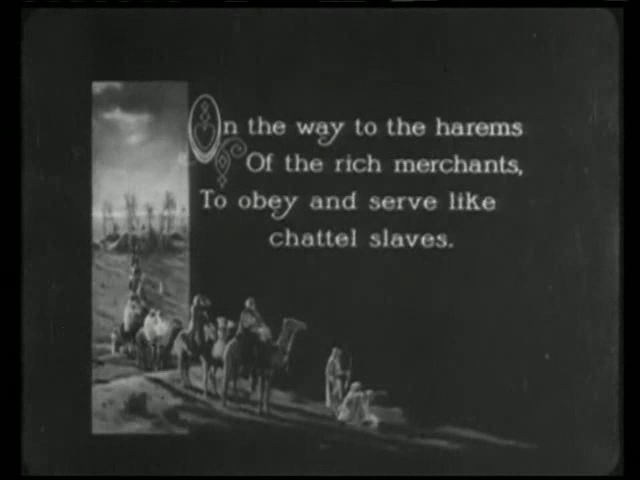 On the way to the harems
Of the rich merchants,
To obey and serve like
chattel slaves.